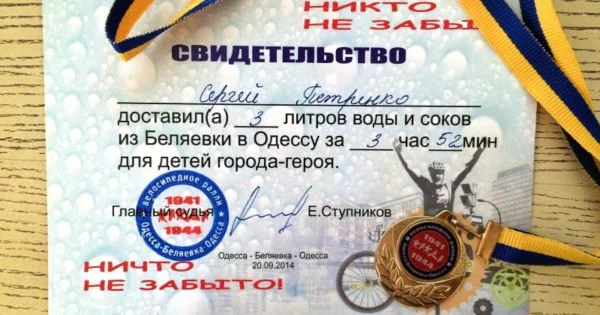 НИКТО
НЕ ЗАБЫ
СВИДЕТЕЛЬСТВО
Сергей Петренко
доставил(а) 3 литров воды и соков
из Беляевки в Одессу за 3 час 52 мин
для детей города-героя.
велосипедное ралли
1941
1944
Одесса-Беляевка-Одесса
Главный судья Е.Ступников
1941
1944
Одесса - Беляевка - Одесса
20.09.2014
НИЧТО
НЕ ЗАБЫТО!